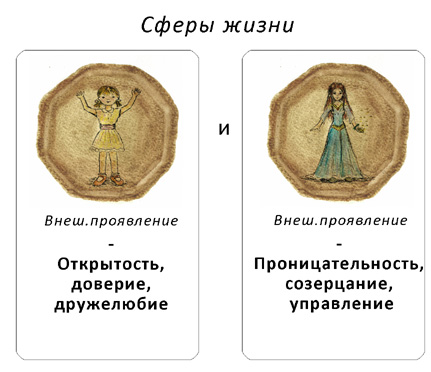 Сферы жизни
Внеш.проявление
-
Открытость,
доверие,
дружелюбие
и
Внеш.проявление
-
Проницательность,
созерцание,
управление